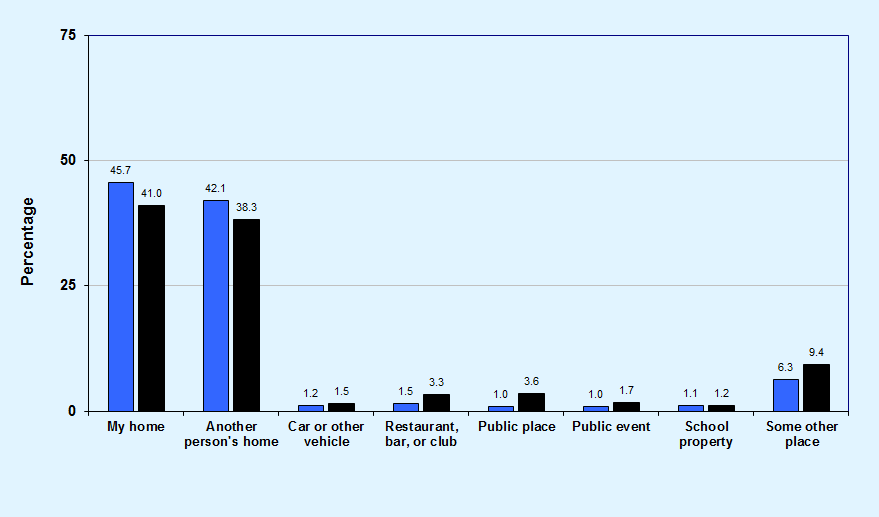 75
50
25
0
Percentage
45.7
41.0
42.1
38.3
1.2
1.5
1.5
3.3
1.0
3.6
1.0
1.7
1.1
1.2
6.3
9.4
My home
Another
person's home
Car or other
vehicle
Restaurant,
bar, or club
Public place
Public event
School
property
Some other
place